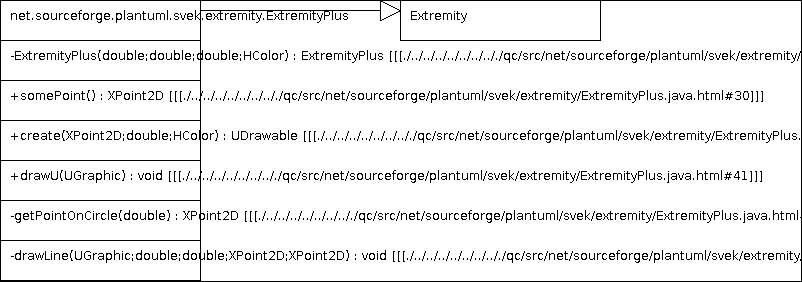 net.sourceforge.plantuml.svek.extremity.ExtremityPlus
Extremity
-ExtremityPlus(double;double;double;HColor) : ExtremityPlus [[[./../../../../../../../../qc/src/net/sourceforge/plantuml/svek/extremity/
+somePoint() : XPoint2D [[[./../../../../../../../../qc/src/net/sourceforge/plantuml/svek/extremity/ExtremityPlus.java.html#30]]]
+create(XPoint2D;double;HColor) : UDrawable [[[./../../../../../../../../qc/src/net/sourceforge/plantuml/svek/extremity/ExtremityPlus.
+drawU(UGraphic) : void [[[./../../../../../../../../qc/src/net/sourceforge/plantuml/svek/extremity/ExtremityPlus.java.html#41]]]
-getPointOnCircle(double) : XPoint2D [[[./../../../../../../../../qc/src/net/sourceforge/plantuml/svek/extremity/ExtremityPlus.java.html
-drawLine(UGraphic;double;double;XPoint2D;XPoint2D) : void [[[./../../../../../../../../qc/src/net/sourceforge/plantuml/svek/extremity/